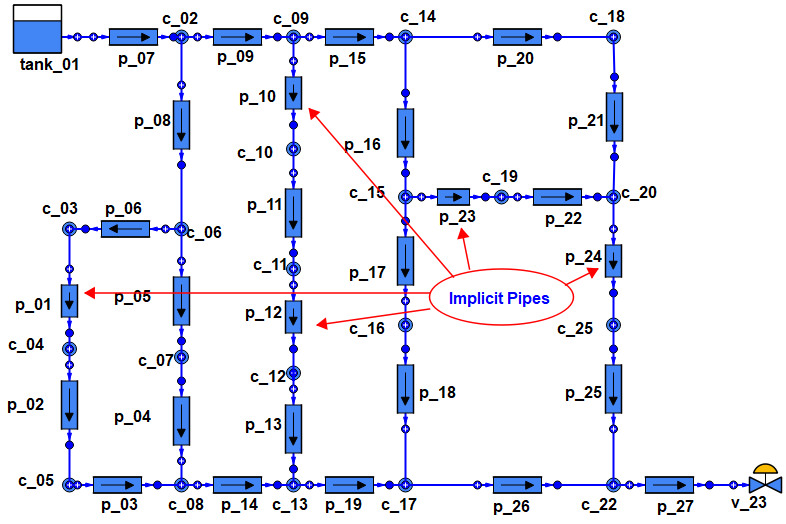 c_02
c_09
c_14
c_18
tank_01
p_07
p_09
p_15
p_20
p_10
p_08
p_16
p_21
c_10
c_15
c_19
c_20
c_03
p_06
p_11
p_23
p_22
c_06
p_24
c_11
p_17
p_01
p_05
Implicit Pipes
p_12
c_04
c_16
c_25
c_07
c_12
p_18
p_25
p_02
p_04
p_13
c_05
p_03
c_08
p_14
c_13
p_19
c_17
p_26
c_22
p_27
v_23